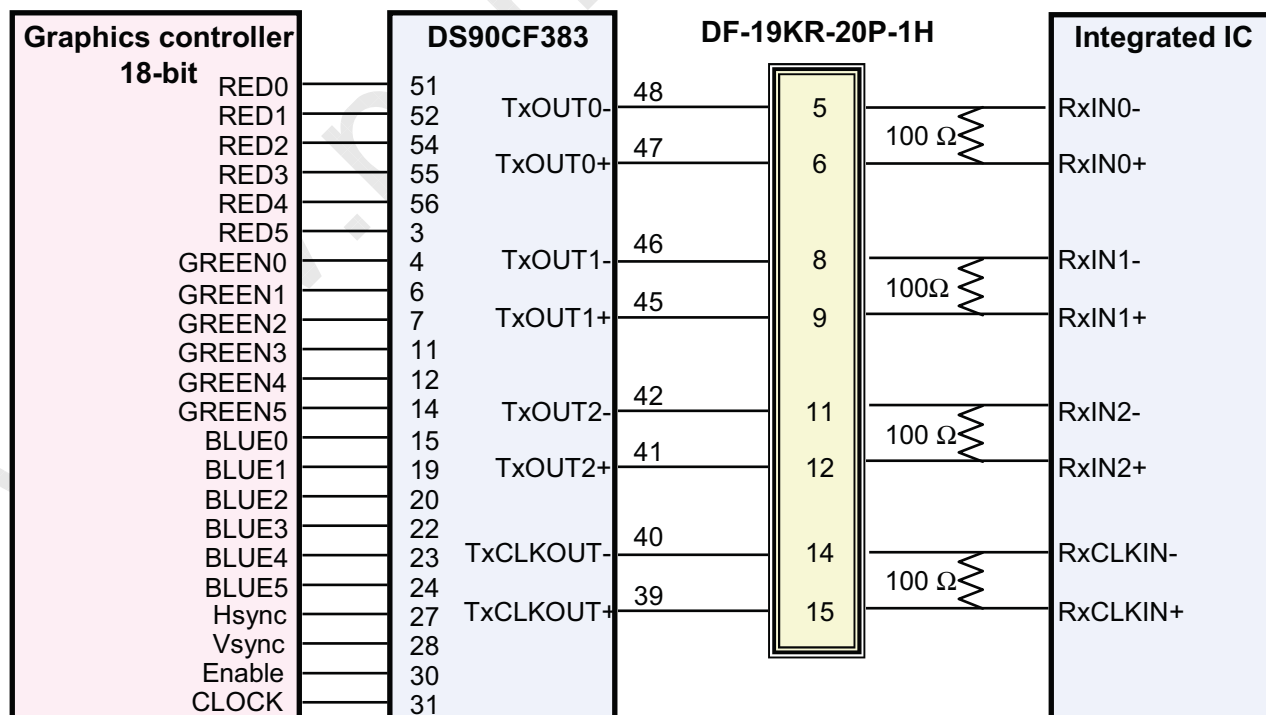 Graphics controller
18-bit
RED0
RED1
RED2
RED3
RED4
RED5
GREEN0
GREEN1
GREEN2
GREEN3
GREEN4
GREEN5
BLUE0
BLUE1
BLUE2
BLUE3
BLUE4
BLUE5
Hsync
Vsync
Enable
CLOCK
DS90CF383
51
52
54
55
56
3
4
6
7
11
12
14
15
19
20
22
23
24
27
28
30
31
TxOUT0-
TxOUT0+
TxOUT1-
TxOUT1+
TxOUT2-
TxOUT2+
TxCLKOUT-
TxCLKOUT+
48
47
46
45
42
41
40
39
DF-19KR-20P-1H
5
6
8
9
11
12
14
15
100 Ω
100Ω
100 Ω
100 Ω
Integrated IC
RxIN0-
RxIN0+
RxIN1-
RxIN1+
RxIN2-
RxIN2+
RxCLKIN-
RxCLKIN+